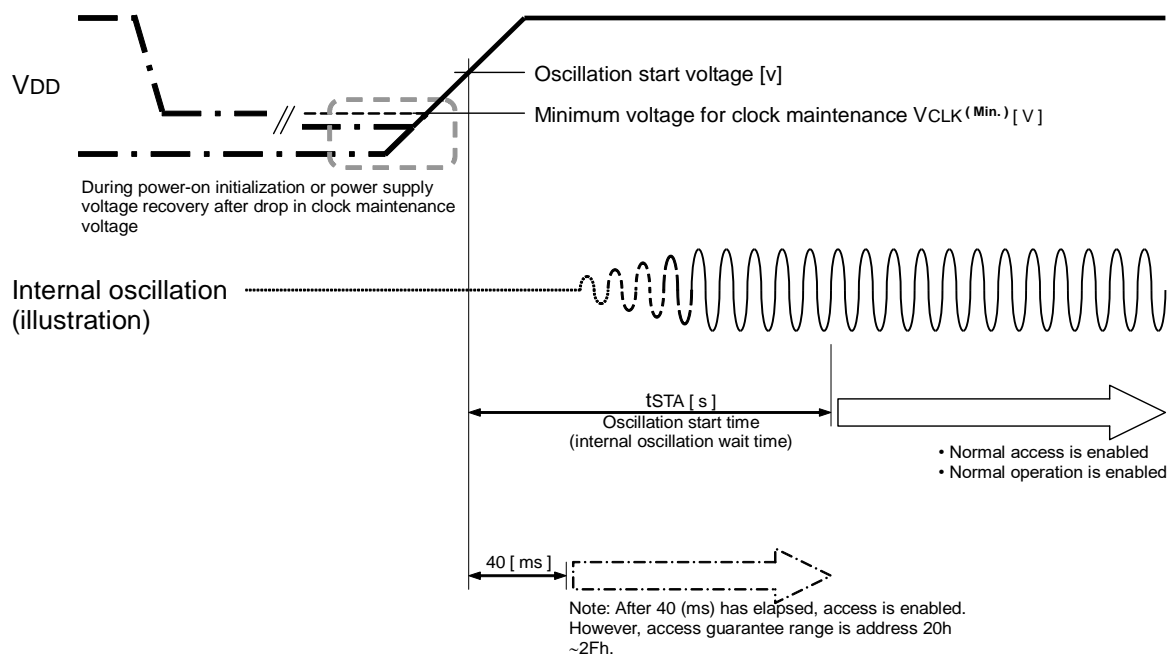 VDD
Oscillation start voltage [v]
Minimum voltage for clock maintenance VCLK(Min.) [ V ]
During power-on initialization or power supply
voltage recovery after drop in clock maintenance
voltage
Internal oscillation
(illustration)
tSTA [ s ]
Oscillation start time
(internal oscillation wait time)
• Normal access is enabled
• Normal operation is enabled
40 [ ms ]
Note: After 40 (ms) has elapsed, access is enabled.
However, access guarantee range is address 20h
~2Fh.